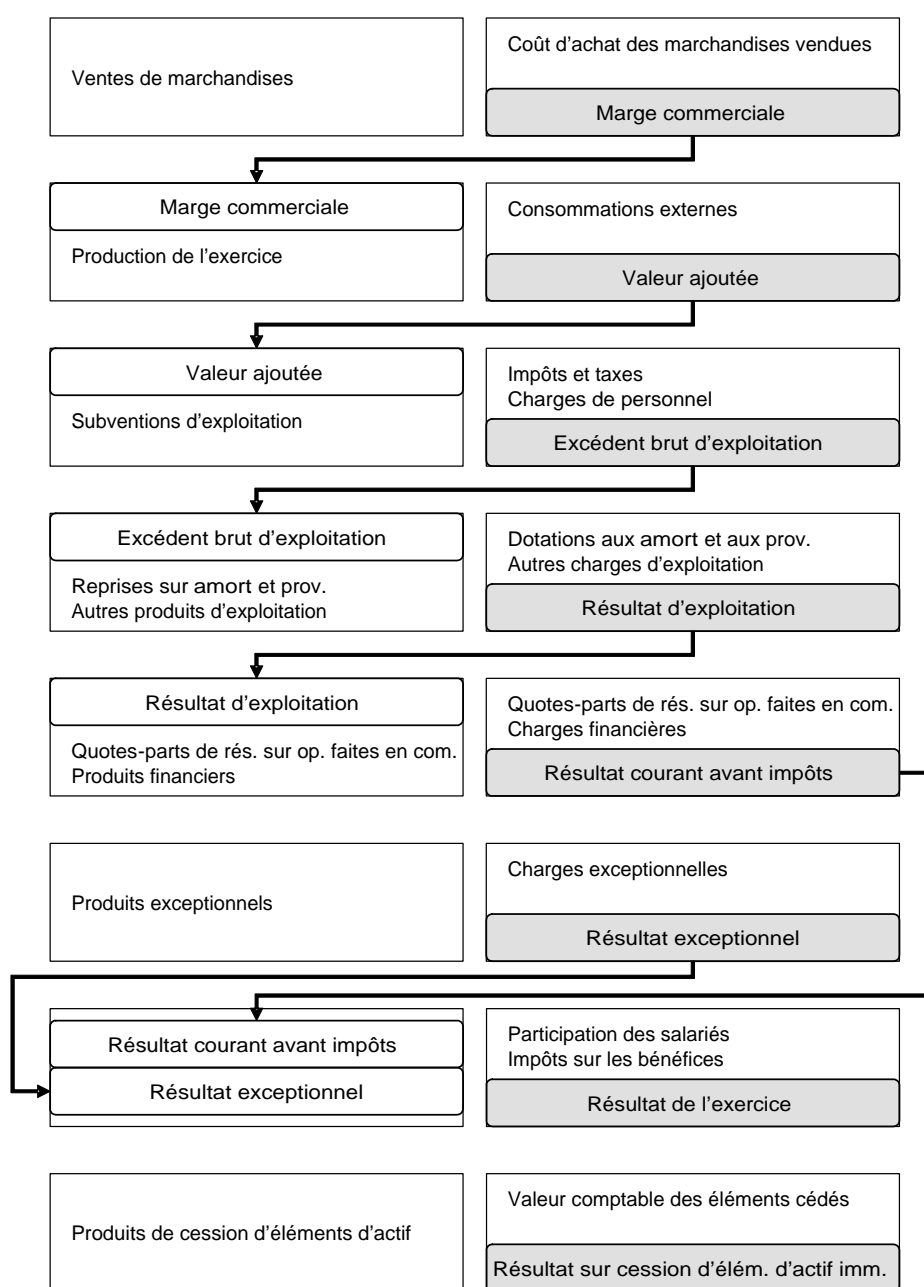 Ventes de marchandises
Coût d'achat des marchandises vendues
Marge commerciale
Marge commerciale
Production de l'exercice
Consommations externes
Valeur ajoutée
Valeur ajoutée
Subventions d'exploitation
Impôts et taxes
Charges de personnel
Excédent brut d'exploitation
Excédent brut d'exploitation
Reprises sur amort et prov.
Autres produits d'exploitation
Dotations aux amort et aux prov.
Autres charges d'exploitation
Résultat d'exploitation
Résultat d'exploitation
Quotes-parts de rés. sur op. faites en com.
Produits financiers
Quotes-parts de rés. sur op. faites en com.
Charges financières
Résultat courant avant impôts
Produits exceptionnels
Charges exceptionnelles
Résultat exceptionnel
Résultat courant avant impôts
Résultat exceptionnel
Participation des salariés
Impôts sur les bénéfices
Résultat de l'exercice
Produits de cession d'éléments d'actif
Valeur comptable des éléments cédés
Résultat sur cession d'élém. d'actif imm.